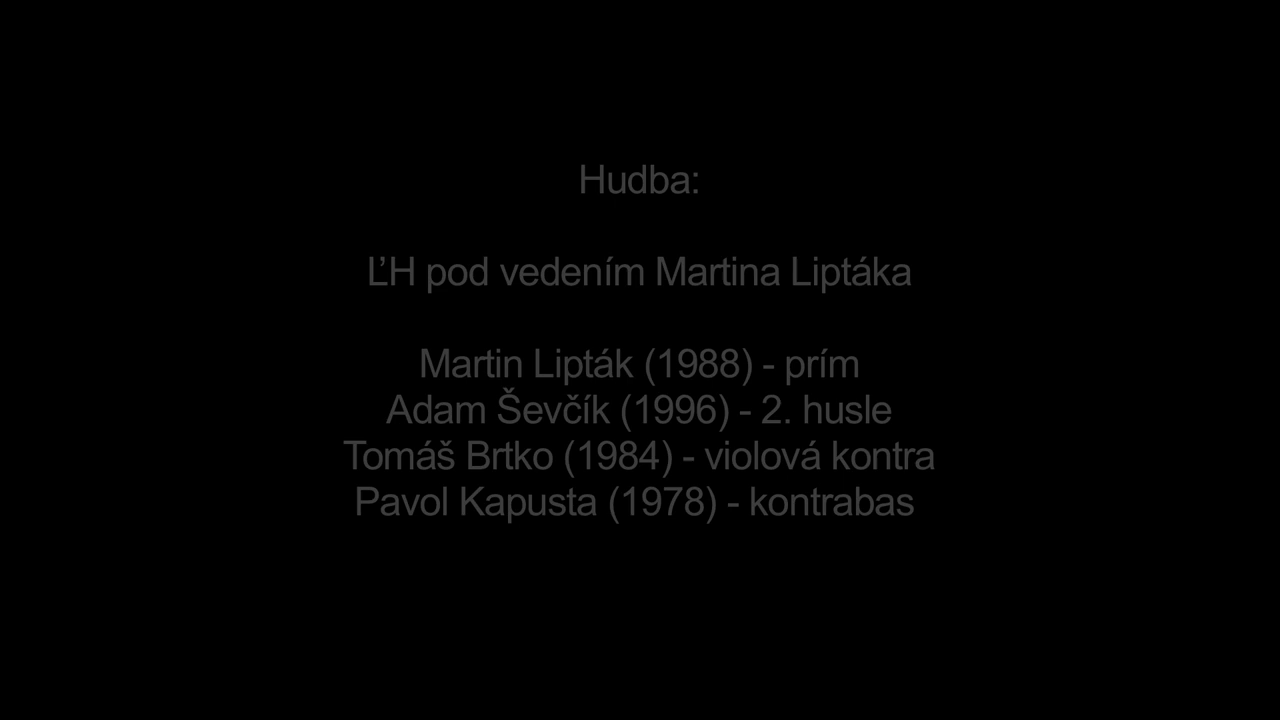 Hudba:
ĽH pod vedením Martina Liptáka
Martin Lipták (1988) - prím
Adam Ševčík (1996) - 2. husle
Tomáš Brtko (1984) - violová kontra
Pavol Kapusta (1978) - kontrabas